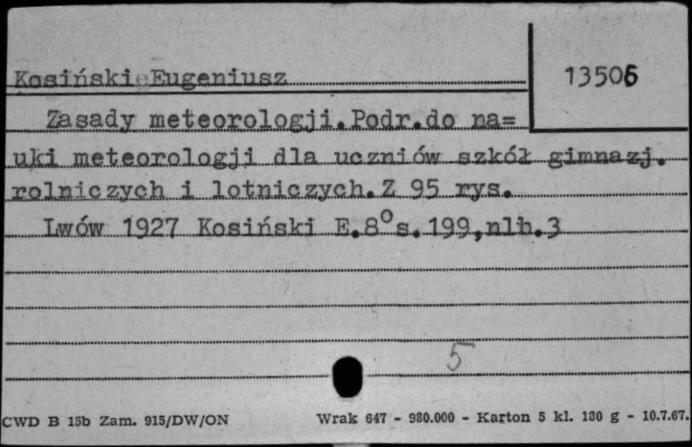 Kosiński Eugeniusz
13506
Zasady meteorologji.Podr.do na=
uki meteorologji dla uczniów szkół gimnazj.
rolniczych i lotniczych.Z 95 rys.
Lwów 1927 Kosiński E.8°s.199,nlb.3
5
CWD B 15b Zam. 915/DW/ON Wrak 647 - 980.000 - Karton 5 kl. 180 g - 10.7.67.